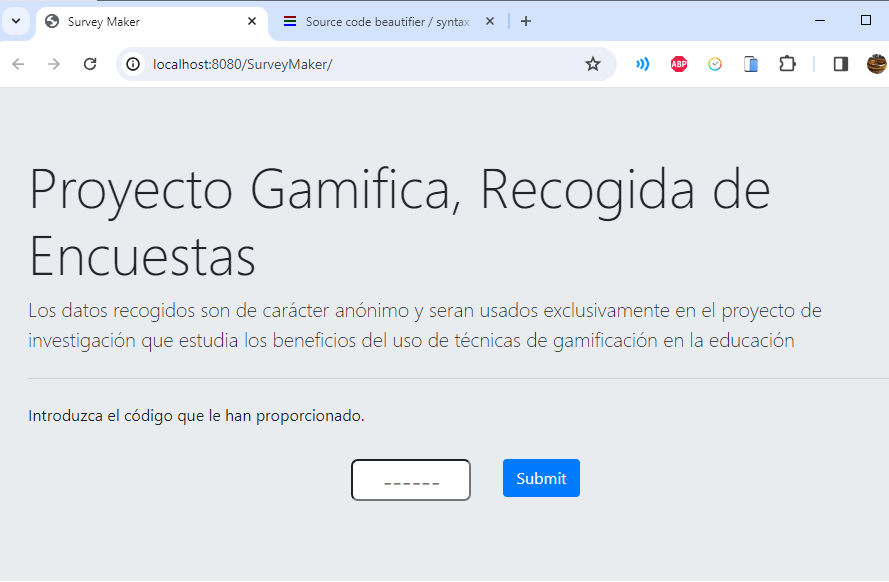 Survey Maker
Source code beautifier / syntax
localhost:8080/SurveyMaker/
ABP
Proyecto Gamifica, Recogida de
Encuestas
Los datos recogidos son de carácter anónimo y seran usados exclusivamente en el proyecto de
investigación que estudia los beneficios del uso de técnicas de gamificación en la educación
Introduzca el código que le han proporcionado.
______ Submit